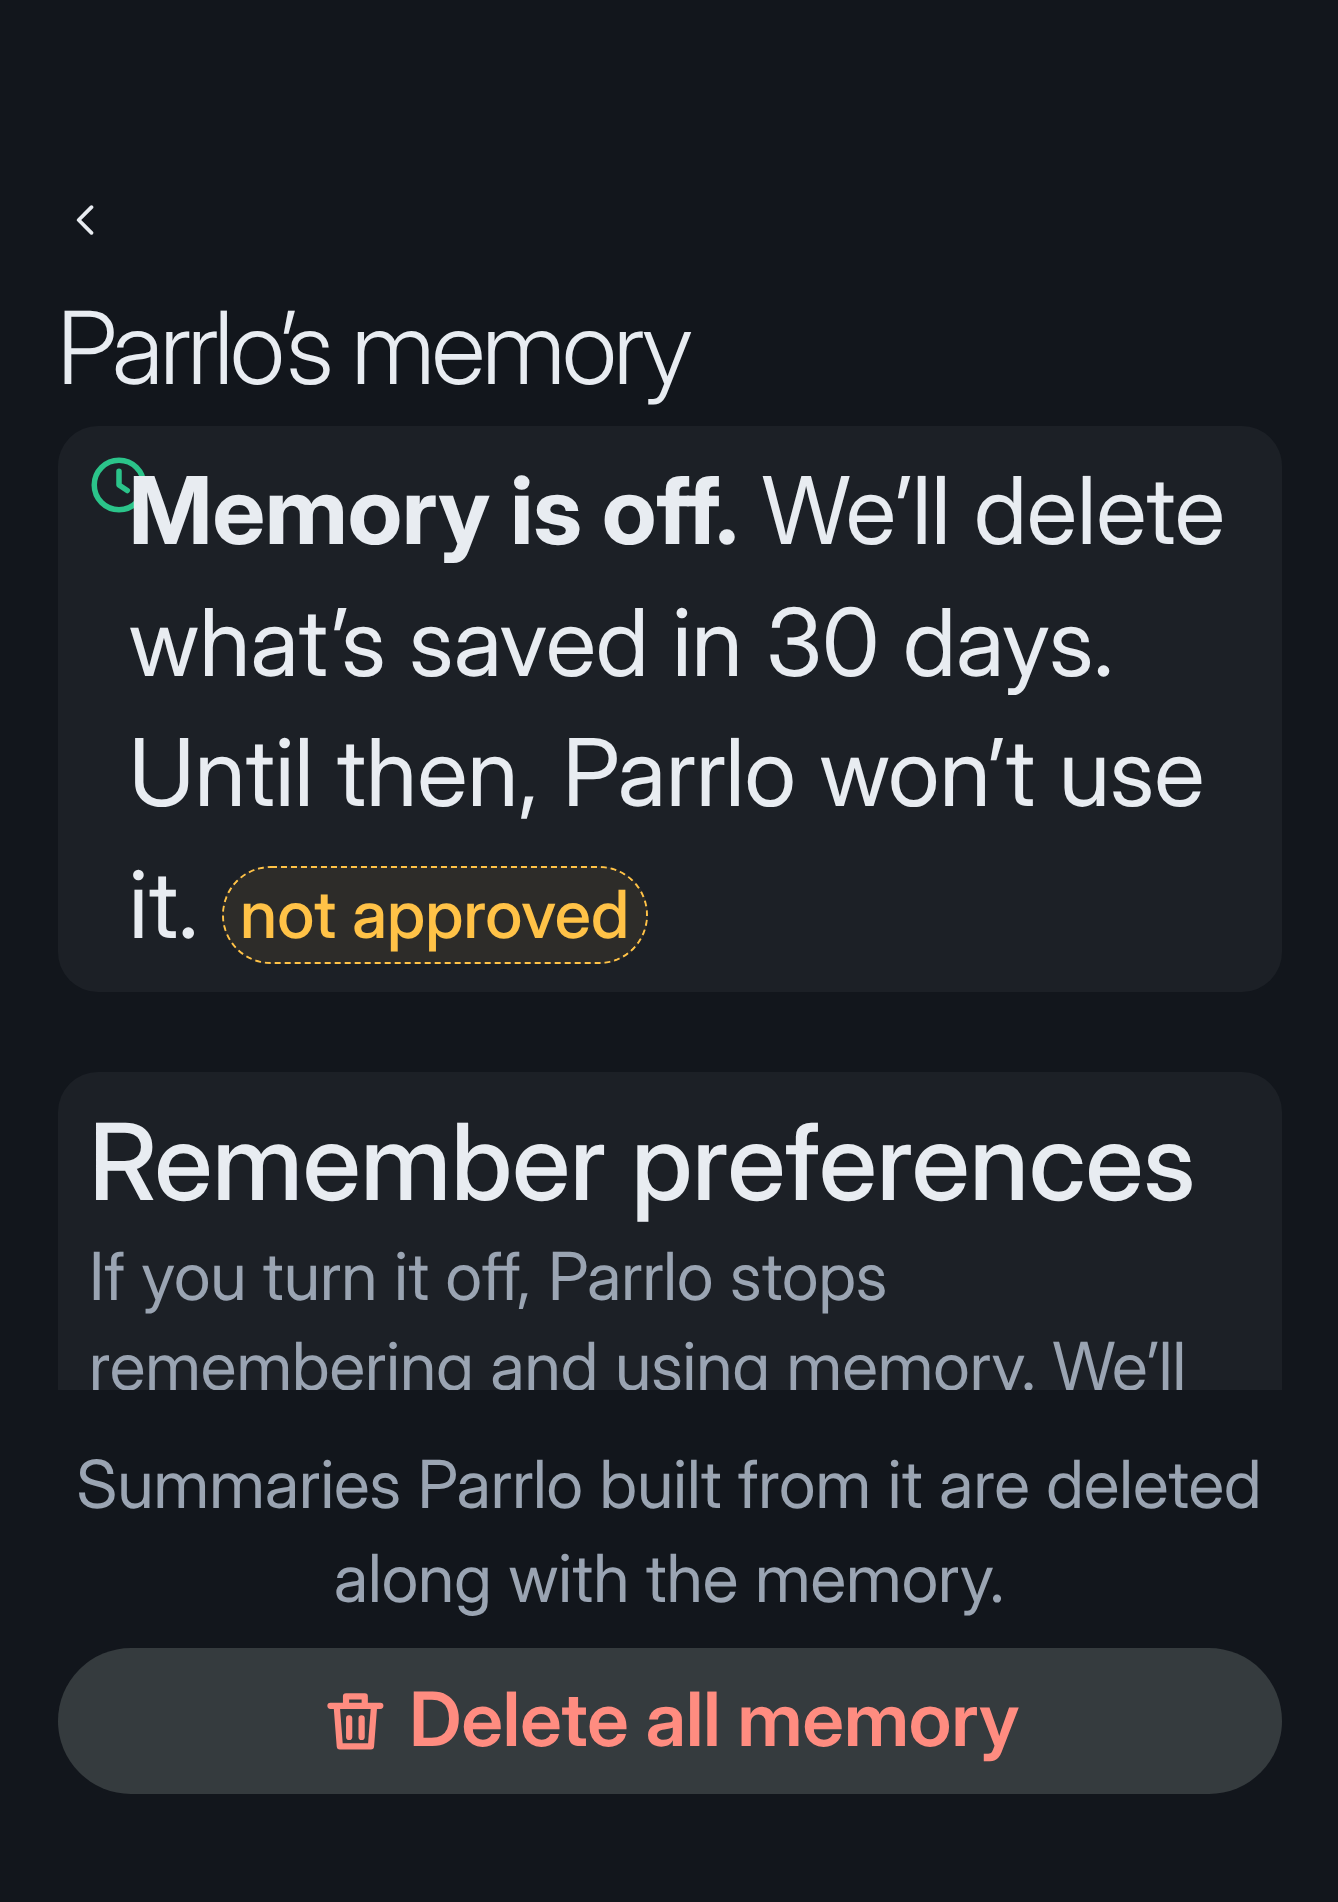 Parrlo’s memory
Memory is off. We’ll delete
what’s saved in 30 days.
Until then, Parrlo won’t use
it. not approved
Remember preferences
If you turn it off, Parrlo stops
remembering and using memory. We’ll
Summaries Parrlo built from it are deleted
along with the memory.
Delete all memory